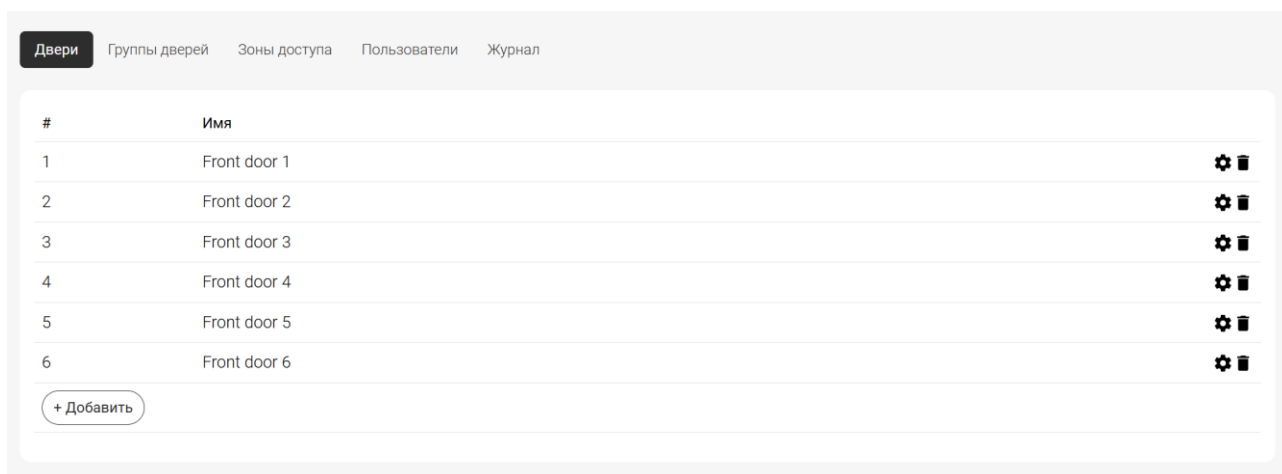 Двери Группы дверей Зоны доступа Пользователи Журнал
# Имя
1 Front door 1
2 Front door 2
3 Front door 3
4 Front door 4
5 Front door 5
6 Front door 6
+ Добавить